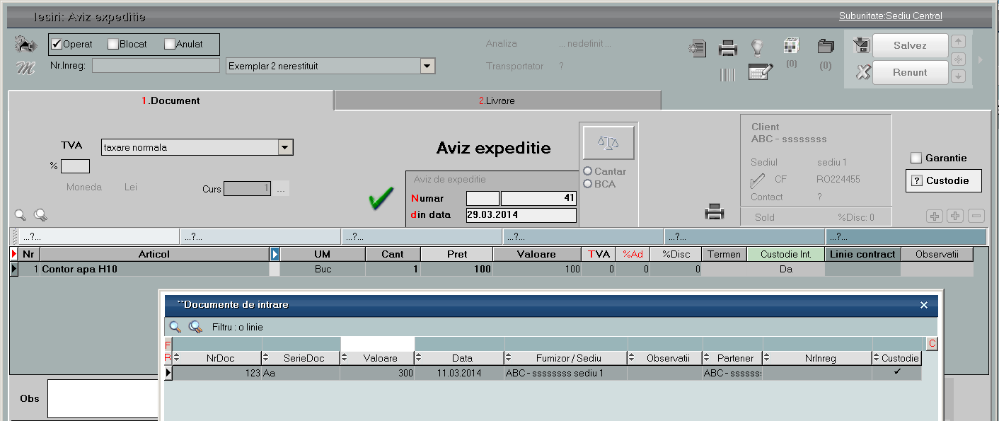 Iesiri: Aviz expeditie Subunitate:Sediu Central
Operat Blocat Anulat Analiza ... nedefinit ... Salvez
Nr.Inreg: Exemplar 2 nerestituit Transportator ? (0) (0) Renunt
1.Document 2.Livrare
Client
ABC - ssssssss
TVA taxare normala Aviz expeditie
% Cantar Sediul sediu 1 Garantie
Aviz de expeditie BCA CF RO224455 ? Custodie
Moneda Lei Curs 1 ...
Numar 41 Contact ?
din data 29.03.2014 Sold %Disc: 0
...?... ...?... ...?... ...?... ...?... ...?...
Nr Articol UM Cant Pret Valoare TVA %Ad %Disc Termen Custodie Int. Linie contract Observatii
1 Contor apa H10 Buc 1 100 100 0 0 0 Da
``Documente de intrare
Filtru : o linie
F C
R NrDoc SerieDoc Valoare Data Furnizor / Sediu Observatii Partener NrInreg Custodie
123 Aa 300 11.03.2014 ABC - ssssssss sediu 1 ABC - ssssss
Obs